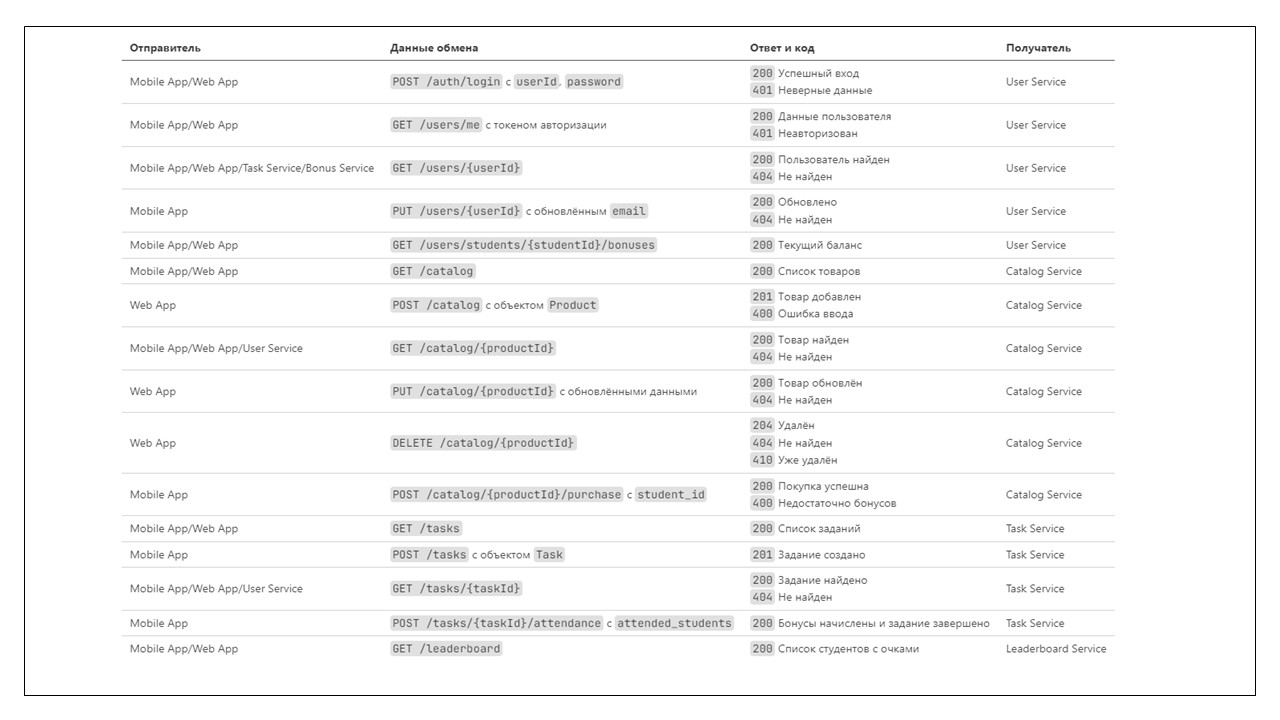 Отправитель Данные обмена Ответ и код Получатель
Mobile App/Web App POST /auth/login с userId, password 200 Успешный вход User Service
401 Неверные данные
Mobile App/Web App GET /users/me с токеном авторизации 200 Данные пользователя User Service
401 Неавторизован
Mobile App/Web App/Task Service/Bonus Service GET /users/{userId} 200 Пользователь найден User Service
404 Не найден
Mobile App PUT /users/{userId} с обновлённым email 200 Обновлено User Service
404 Не найден
Mobile App/Web App GET /users/students/{studentId}/bonuses 200 Текущий баланс User Service
Mobile App/Web App GET /catalog 200 Список товаров Catalog Service
Web App POST /catalog с объектом Product 201 Товар добавлен Catalog Service
400 Ошибка ввода
Mobile App/Web App/User Service GET /catalog/{productId} 200 Товар найден Catalog Service
404 Не найден
Web App PUT /catalog/{productId} с обновлёнными данными 200 Товар обновлён Catalog Service
404 Не найден
Web App DELETE /catalog/{productId} 204 Удалён Catalog Service
404 Не найден
410 Уже удалён
Mobile App POST /catalog/{productId}/purchase с student_id 200 Покупка успешна Catalog Service
400 Недостаточно бонусов
Mobile App/Web App GET /tasks 200 Список заданий Task Service
Mobile App POST /tasks с объектом Task 201 Задание создано Task Service
Mobile App/Web App/User Service GET /tasks/{taskId} 200 Задание найдено Task Service
404 Не найден
Mobile App POST /tasks/{taskId}/attendance с attended_students 200 Бонусы начислены и задание завершено Task Service
Mobile App/Web App GET /leaderboard 200 Список студентов с очками Leaderboard Service